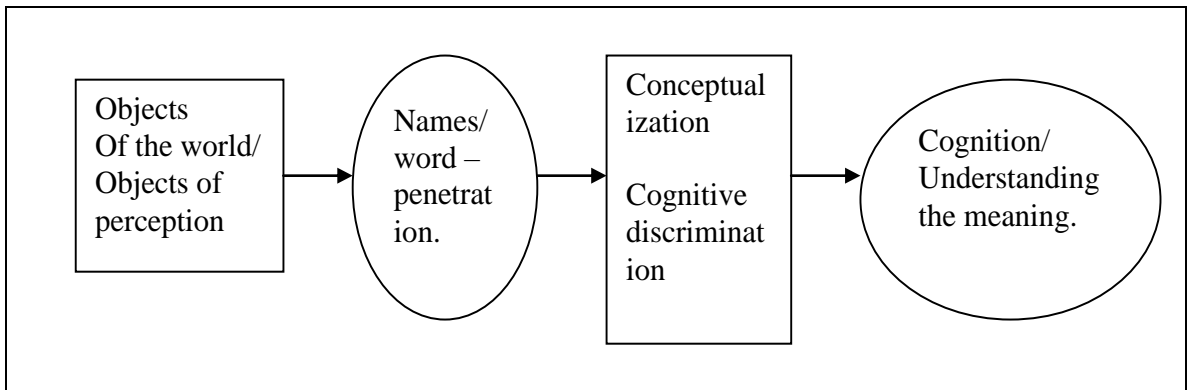 Objects
Of the world/
Objects of
perception
Names/
word –
penetrat
ion.
Conceptual
ization
Cognitive
discriminat
ion
Cognition/
Understanding
the meaning.